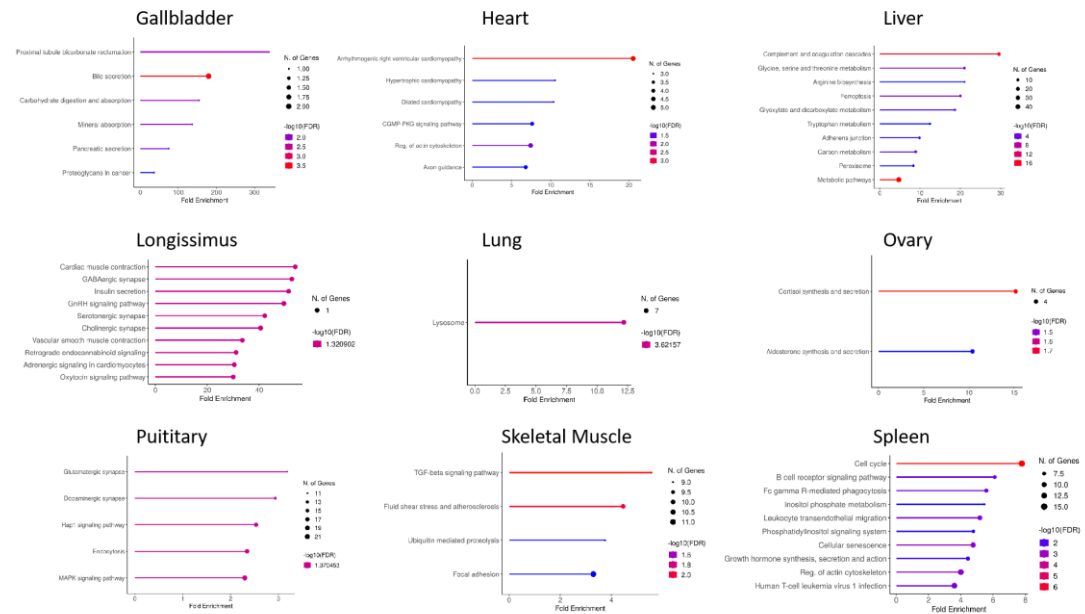 Gallbladder
Proximal tubule bicarbonate reclamation
Bile secretion
Carbohydrate digestion and absorption
Mineral absorption
Pancreatic secretion
Proteoglycans in cancer
0 100 200 300
Fold Enrichment
N. of Genes
1.00
1.25
1.50
1.75
2.00
-log10(FDR)
2.0
2.5
3.0
3.5
Heart
Arrhythmogenic right ventricular cardiomyopathy
Hypertrophic cardiomyopathy
Dilated cardiomyopathy
CGMP-PKG signaling pathway
Reg. of actin cytoskeleton
Axon guidance
0 5 10 15 20
Fold Enrichment
N. of Genes
3.0
3.5
4.0
4.5
5.0
-log10(FDR)
1.5
2.0
2.5
3.0
Liver
Complement and coagulation cascades
Glycine, serine and threonine metabolism
Arginine biosynthesis
Ferroptosis
Glyoxylate and dicarboxylate metabolism
Tryptophan metabolism
Adherens junction
Carbon metabolism
Peroxisome
Metabolic pathways
0 10 20 30
Fold Enrichment
N. of Genes
10
20
30
40
-log10(FDR)
4
8
12
16
Longissimus
Cardiac muscle contraction
GABAergic synapse
Insulin secretion
GnRH signaling pathway
Serotonergic synapse
Cholinergic synapse
Vascular smooth muscle contraction
Retrograde endocannabinoid signaling
Adrenergic signaling in cardiomyocytes
Oxytocin signaling pathway
0 20 40
Fold Enrichment
N. of Genes
1
-log10(FDR)
1.320902
Lung
Lysosome
0.0 2.5 5.0 7.5 10.0 12.5
Fold Enrichment
N. of Genes
7
-log10(FDR)
3.62157
Ovary
Cortisol synthesis and secretion
Aldosterone synthesis and secretion
0 5 10 15
Fold Enrichment
N. of Genes
4
-log10(FDR)
1.5
1.6
1.7
Puititary
Glutamatergic synapse
Dopaminergic synapse
Rap1 signaling pathway
Endocytosis
MAPK signaling pathway
0 1 2 3
Fold Enrichment
N. of Genes
11
13
15
17
19
21
-log10(FDR)
1.370453
Skeletal Muscle
TGF-beta signaling pathway
Fluid shear stress and atherosclerosis
Ubiquitin mediated proteolysis
Focal adhesion
0 2 4
Fold Enrichment
N. of Genes
9.0
9.5
10.0
10.5
11.0
-log10(FDR)
1.6
1.8
2.0
Spleen
Cell cycle
B cell receptor signaling pathway
Fc gamma R-mediated phagocytosis
Inositol phosphate metabolism
Leukocyte transendothelial migration
Phosphatidylinositol signaling system
Cellular senescence
Growth hormone synthesis, secretion and action
Reg. of actin cytoskeleton
Human T-cell leukemia virus 1 infection
0 2 4 6 8
Fold Enrichment
N. of Genes
7.5
10.0
12.5
15.0
-log10(FDR)
2
3
4
5
6